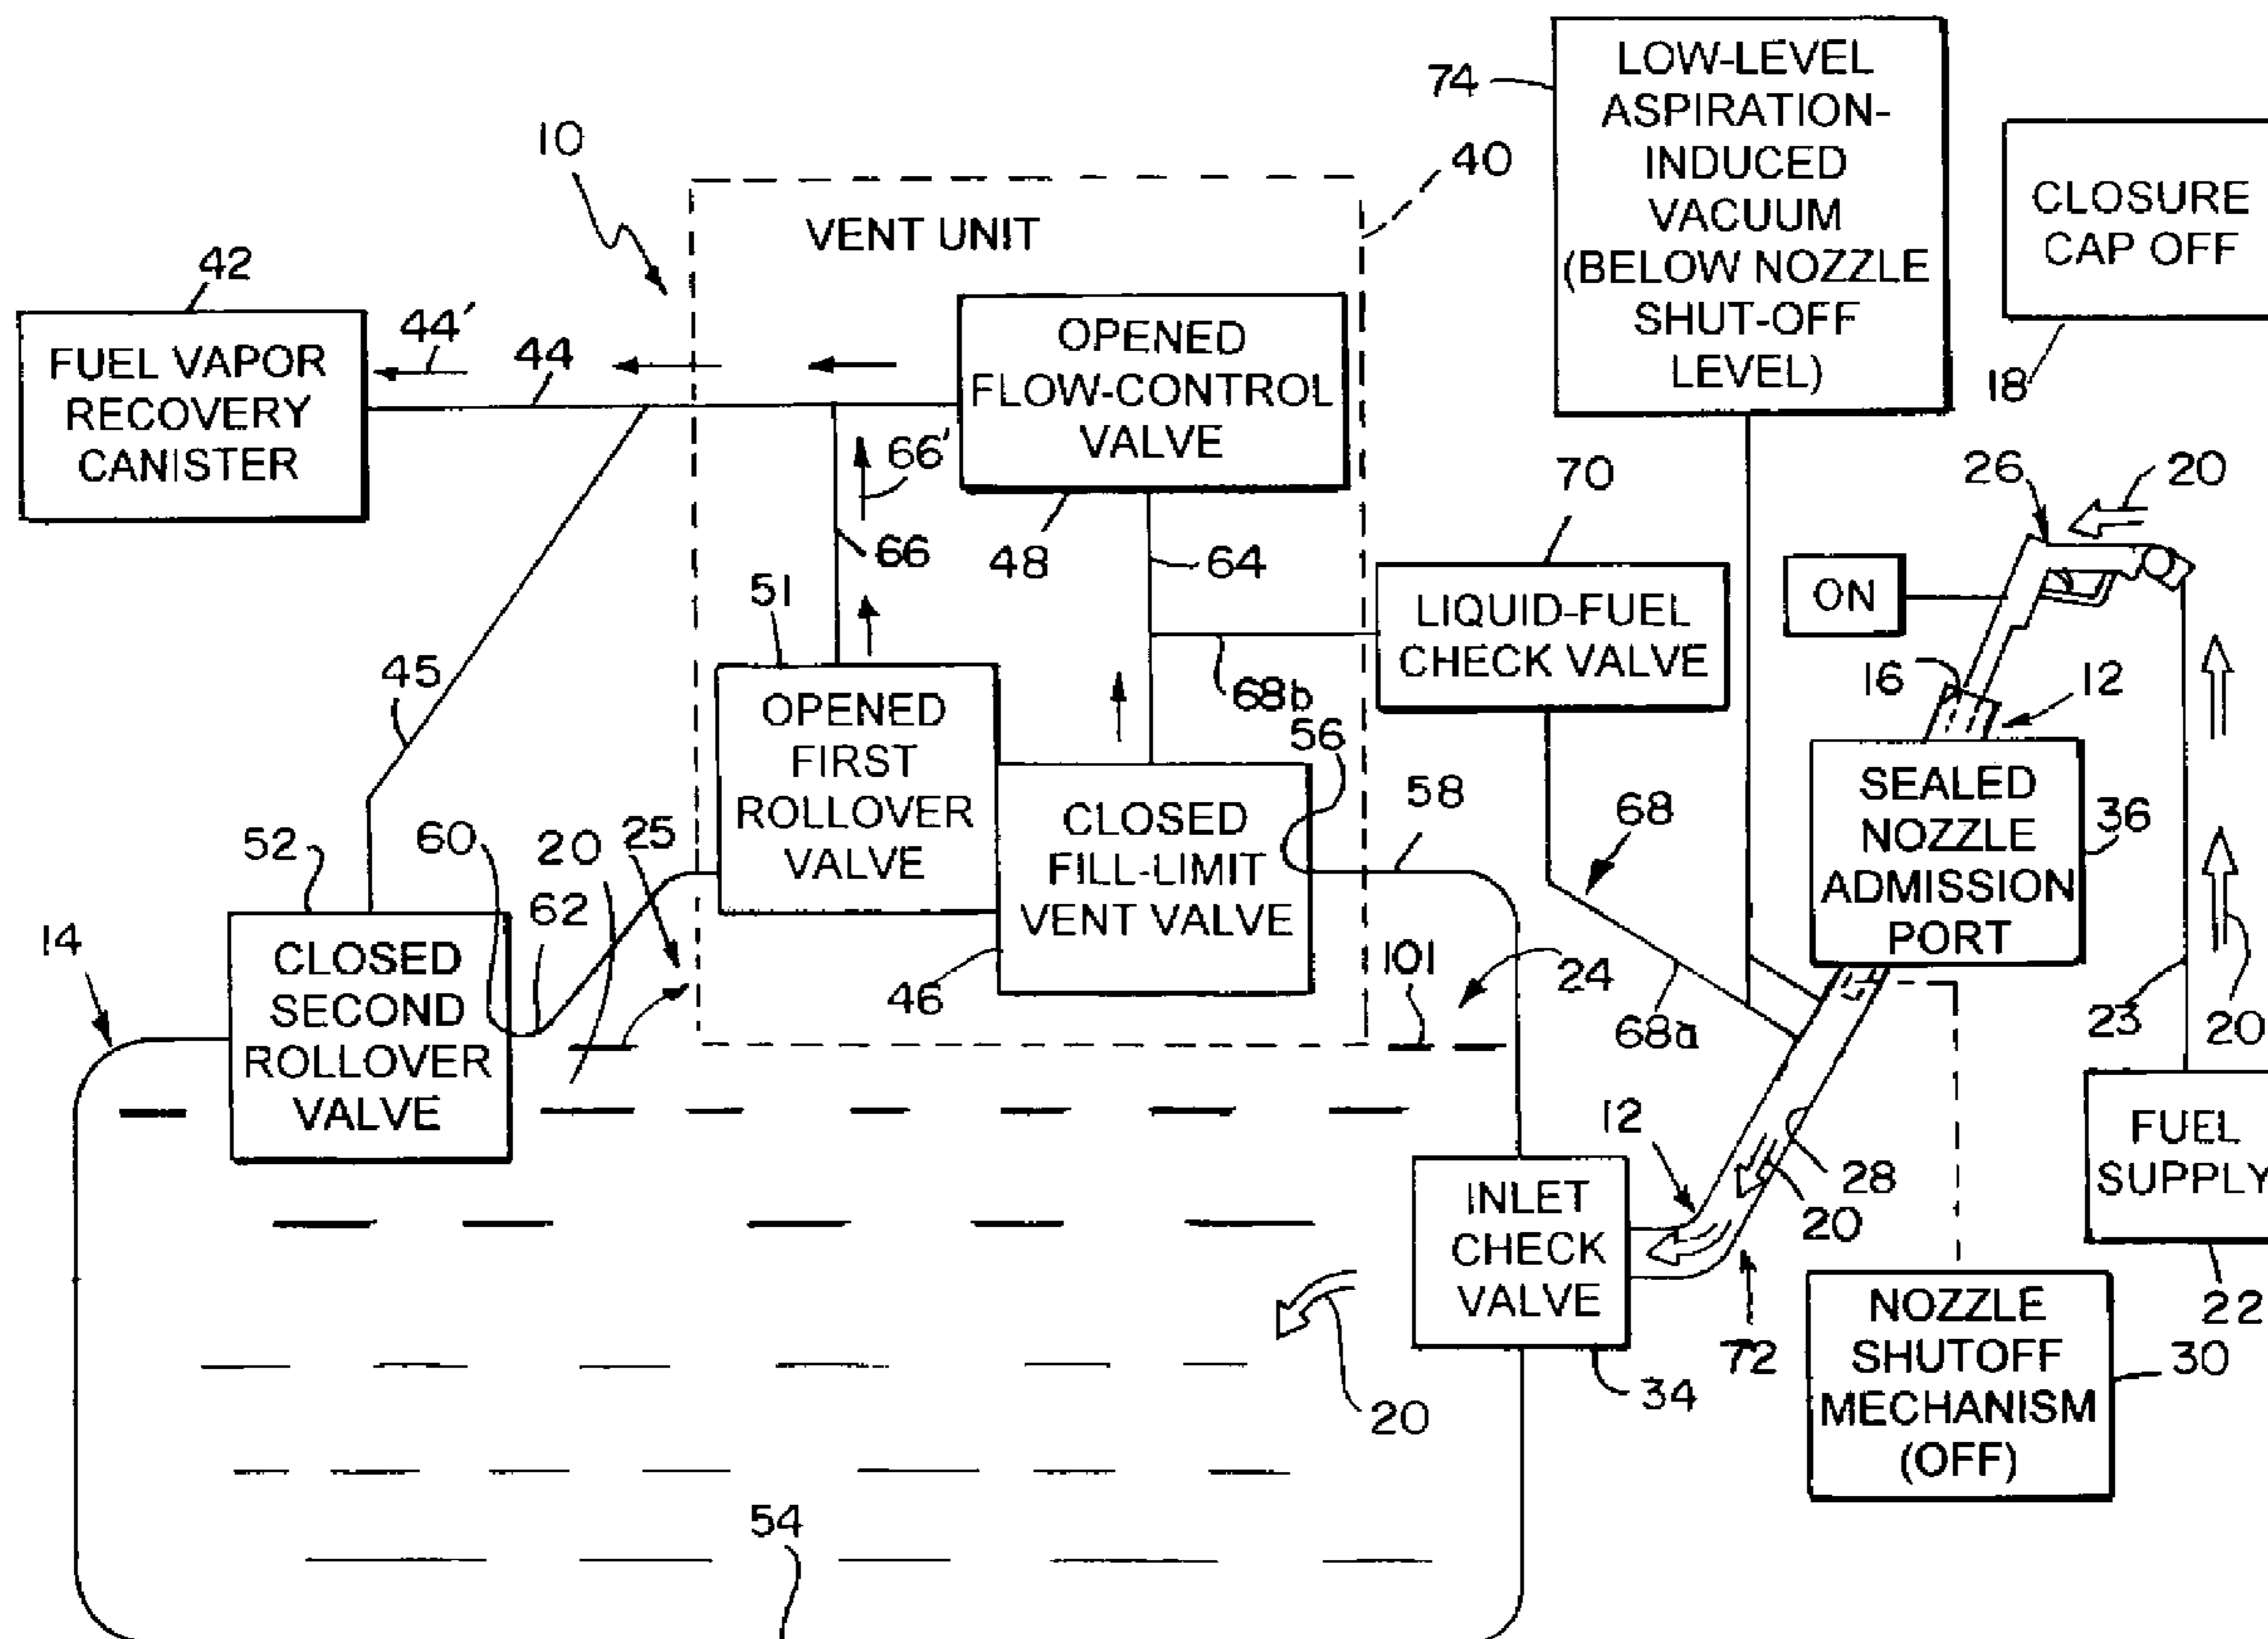 10
VENT UNIT
40
74
LOW-LEVEL
ASPIRATION-
INDUCED
VACUUM
(BELOW NOZZLE
SHUT-OFF
LEVEL)
CLOSURE
CAP OFF
18
42
FUEL VAPOR
RECOVERY
CANISTER
44'
44
OPENED
FLOW-CONTROL
VALVE
48
66'
66
64
70
LIQUID-FUEL
CHECK VALVE
68b
26
20
ON
16
12
45
51
OPENED
FIRST
ROLLOVER
VALVE
CLOSED
FILL-LIMIT
VENT VALVE
46
56
58
68
68a
SEALED
NOZZLE
ADMISSION
PORT
36
52
60
62
20
25
14
CLOSED
SECOND
ROLLOVER
VALVE
101
24
23
20
FUEL
SUPPLY
22
12
28
20
INLET
CHECK
VALVE
34
72
NOZZLE
SHUTOFF
MECHANISM
(OFF)
30
20
54